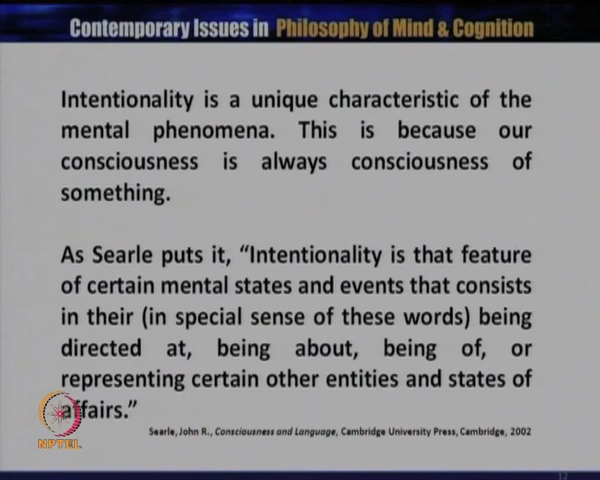 Contemporary Issues in Philosophy of Mind & Cognition
Intentionality is a unique characteristic of the
mental phenomena. This is because our
consciousness is always consciousness of
something.
As Searle puts it, “Intentionality is that feature
of certain mental states and events that consists
in their (in special sense of these words) being
directed at, being about, being of, or
representing certain other entities and states of
affairs.”
Searle, John R., Consciousness and Language, Cambridge University Press, Cambridge, 2002
NPTEL
12